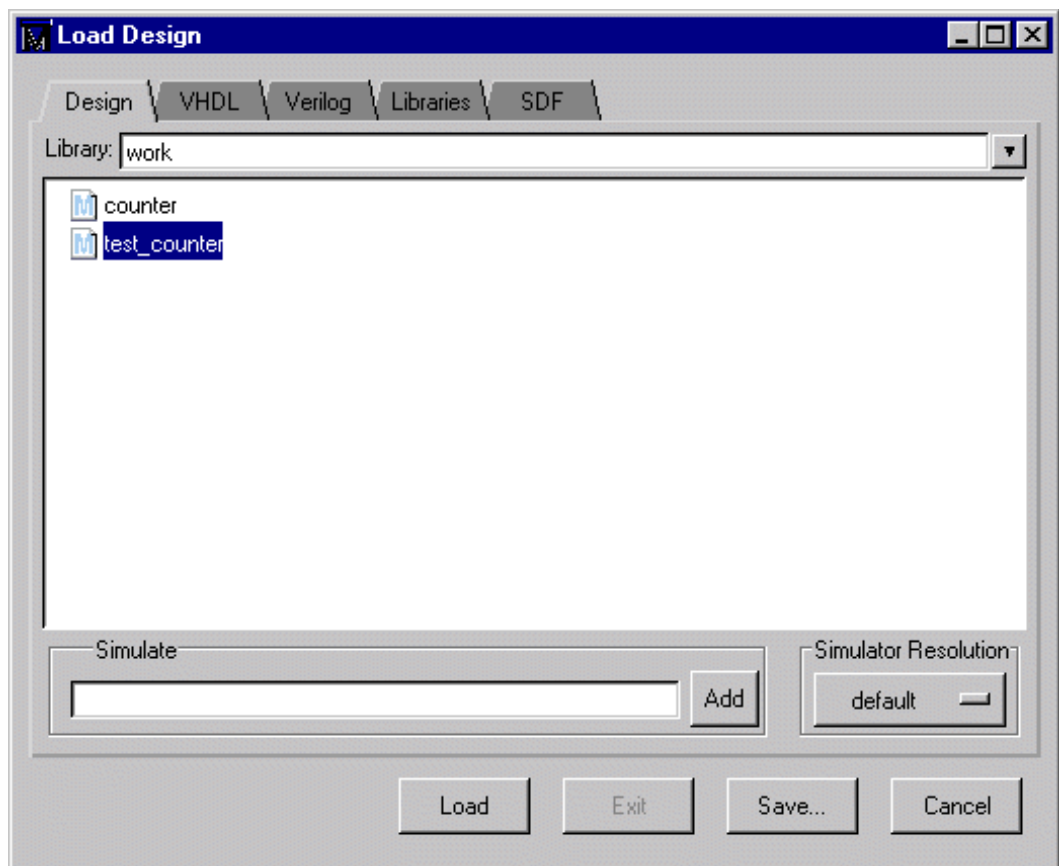 Load Design
Design VHDL Verilog Libraries SDF
Library: work
counter
test_counter
Simulate Simulator Resolution
Add default
Load Exit Save... Cancel